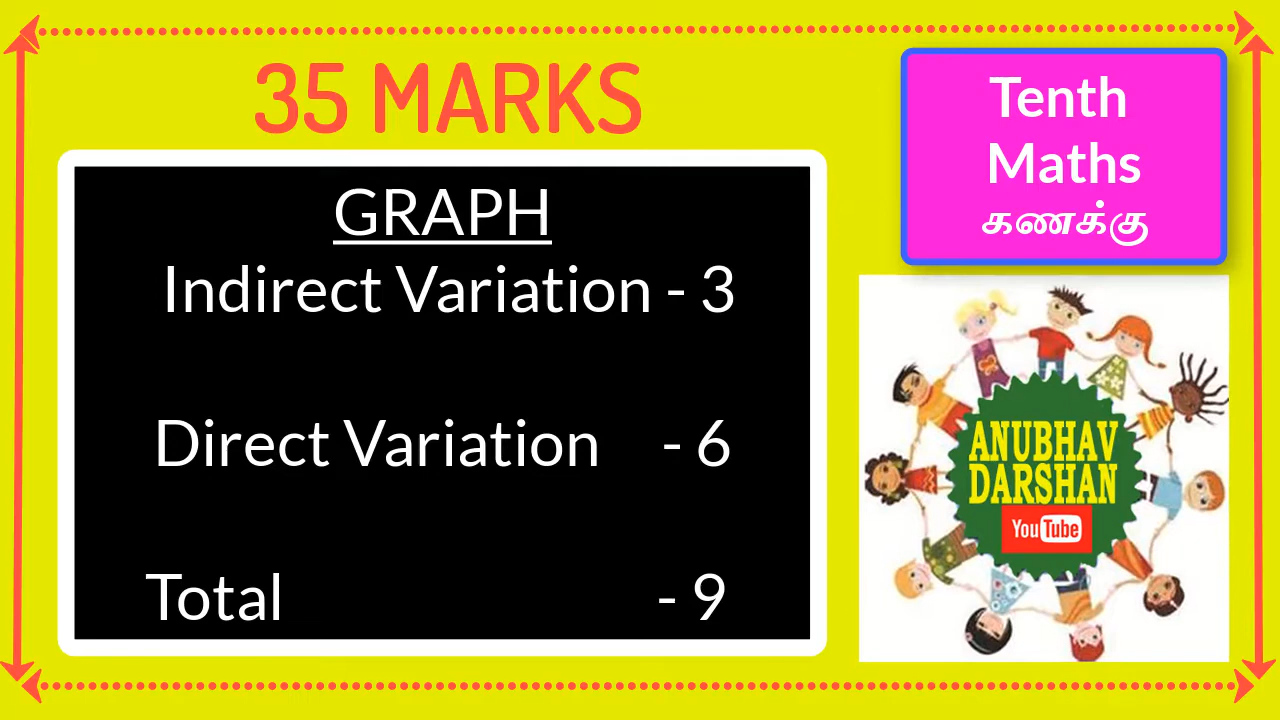 35 MARKS
GRAPH
Indirect Variation - 3
Direct Variation - 6
Total - 9
Tenth
Maths
கணக்கு
ANUBHAV
DARSHAN
YouTube